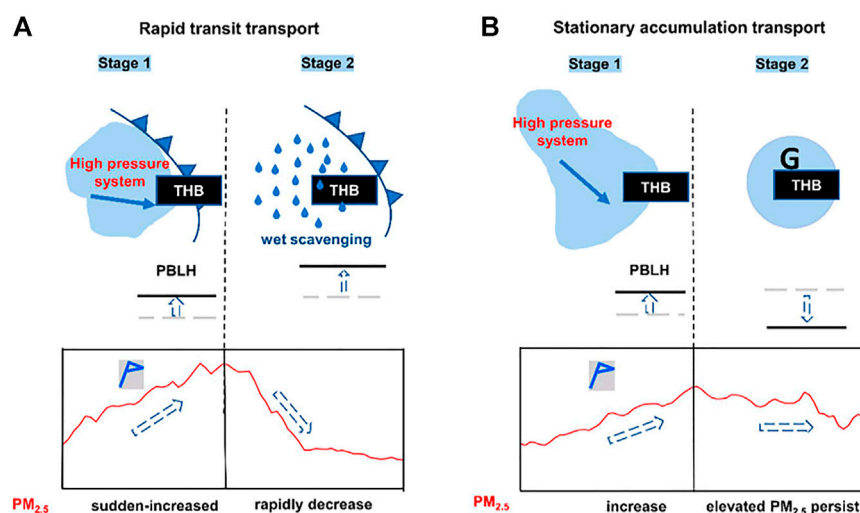 A
Rapid transit transport
Stage 1
Stage 2
High pressure
system
THB
THB
wet scavenging
PBLH
PM2.5
sudden-increased
rapidly decrease
B
Stationary accumulation transport
Stage 1
Stage 2
High pressure
system
THB
G
THB
PBLH
PM2.5
increase
elevated PM2.5 persist